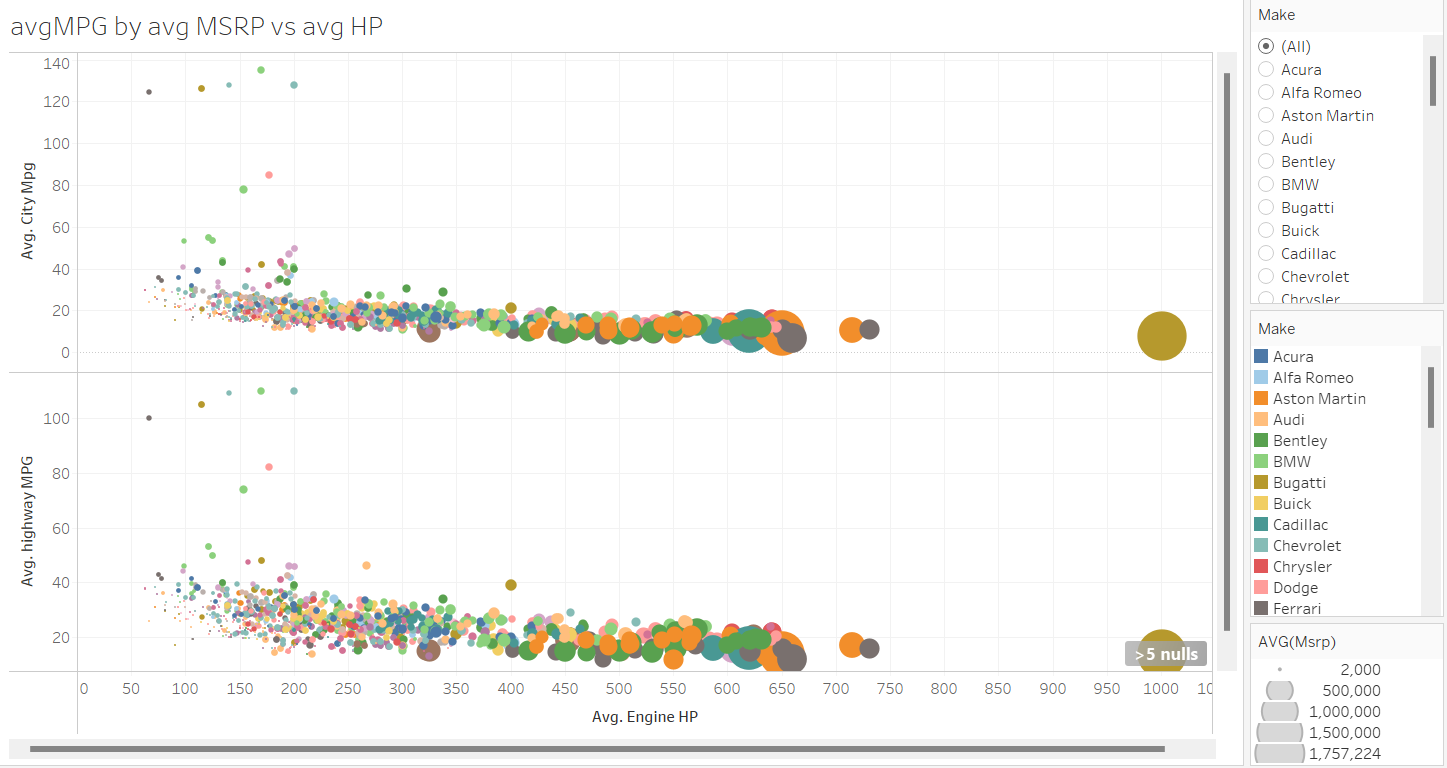 avgMPG by avg MSRP vs avg HP
Avg. City Mpg
140
120
100
80
60
40
20
0
Avg. highway MPG
100
80
60
40
20
>5 nulls
0 50 100 150 200 250 300 350 400 450 500 550 600 650 700 750 800 850 900 950 1000 10
Avg. Engine HP
Make
(All)
Acura
Alfa Romeo
Aston Martin
Audi
Bentley
BMW
Bugatti
Buick
Cadillac
Chevrolet
Chrysler
Make
Acura
Alfa Romeo
Aston Martin
Audi
Bentley
BMW
Bugatti
Buick
Cadillac
Chevrolet
Chrysler
Dodge
Ferrari
AVG(Msrp)
2,000
500,000
1,000,000
1,500,000
1,757,224